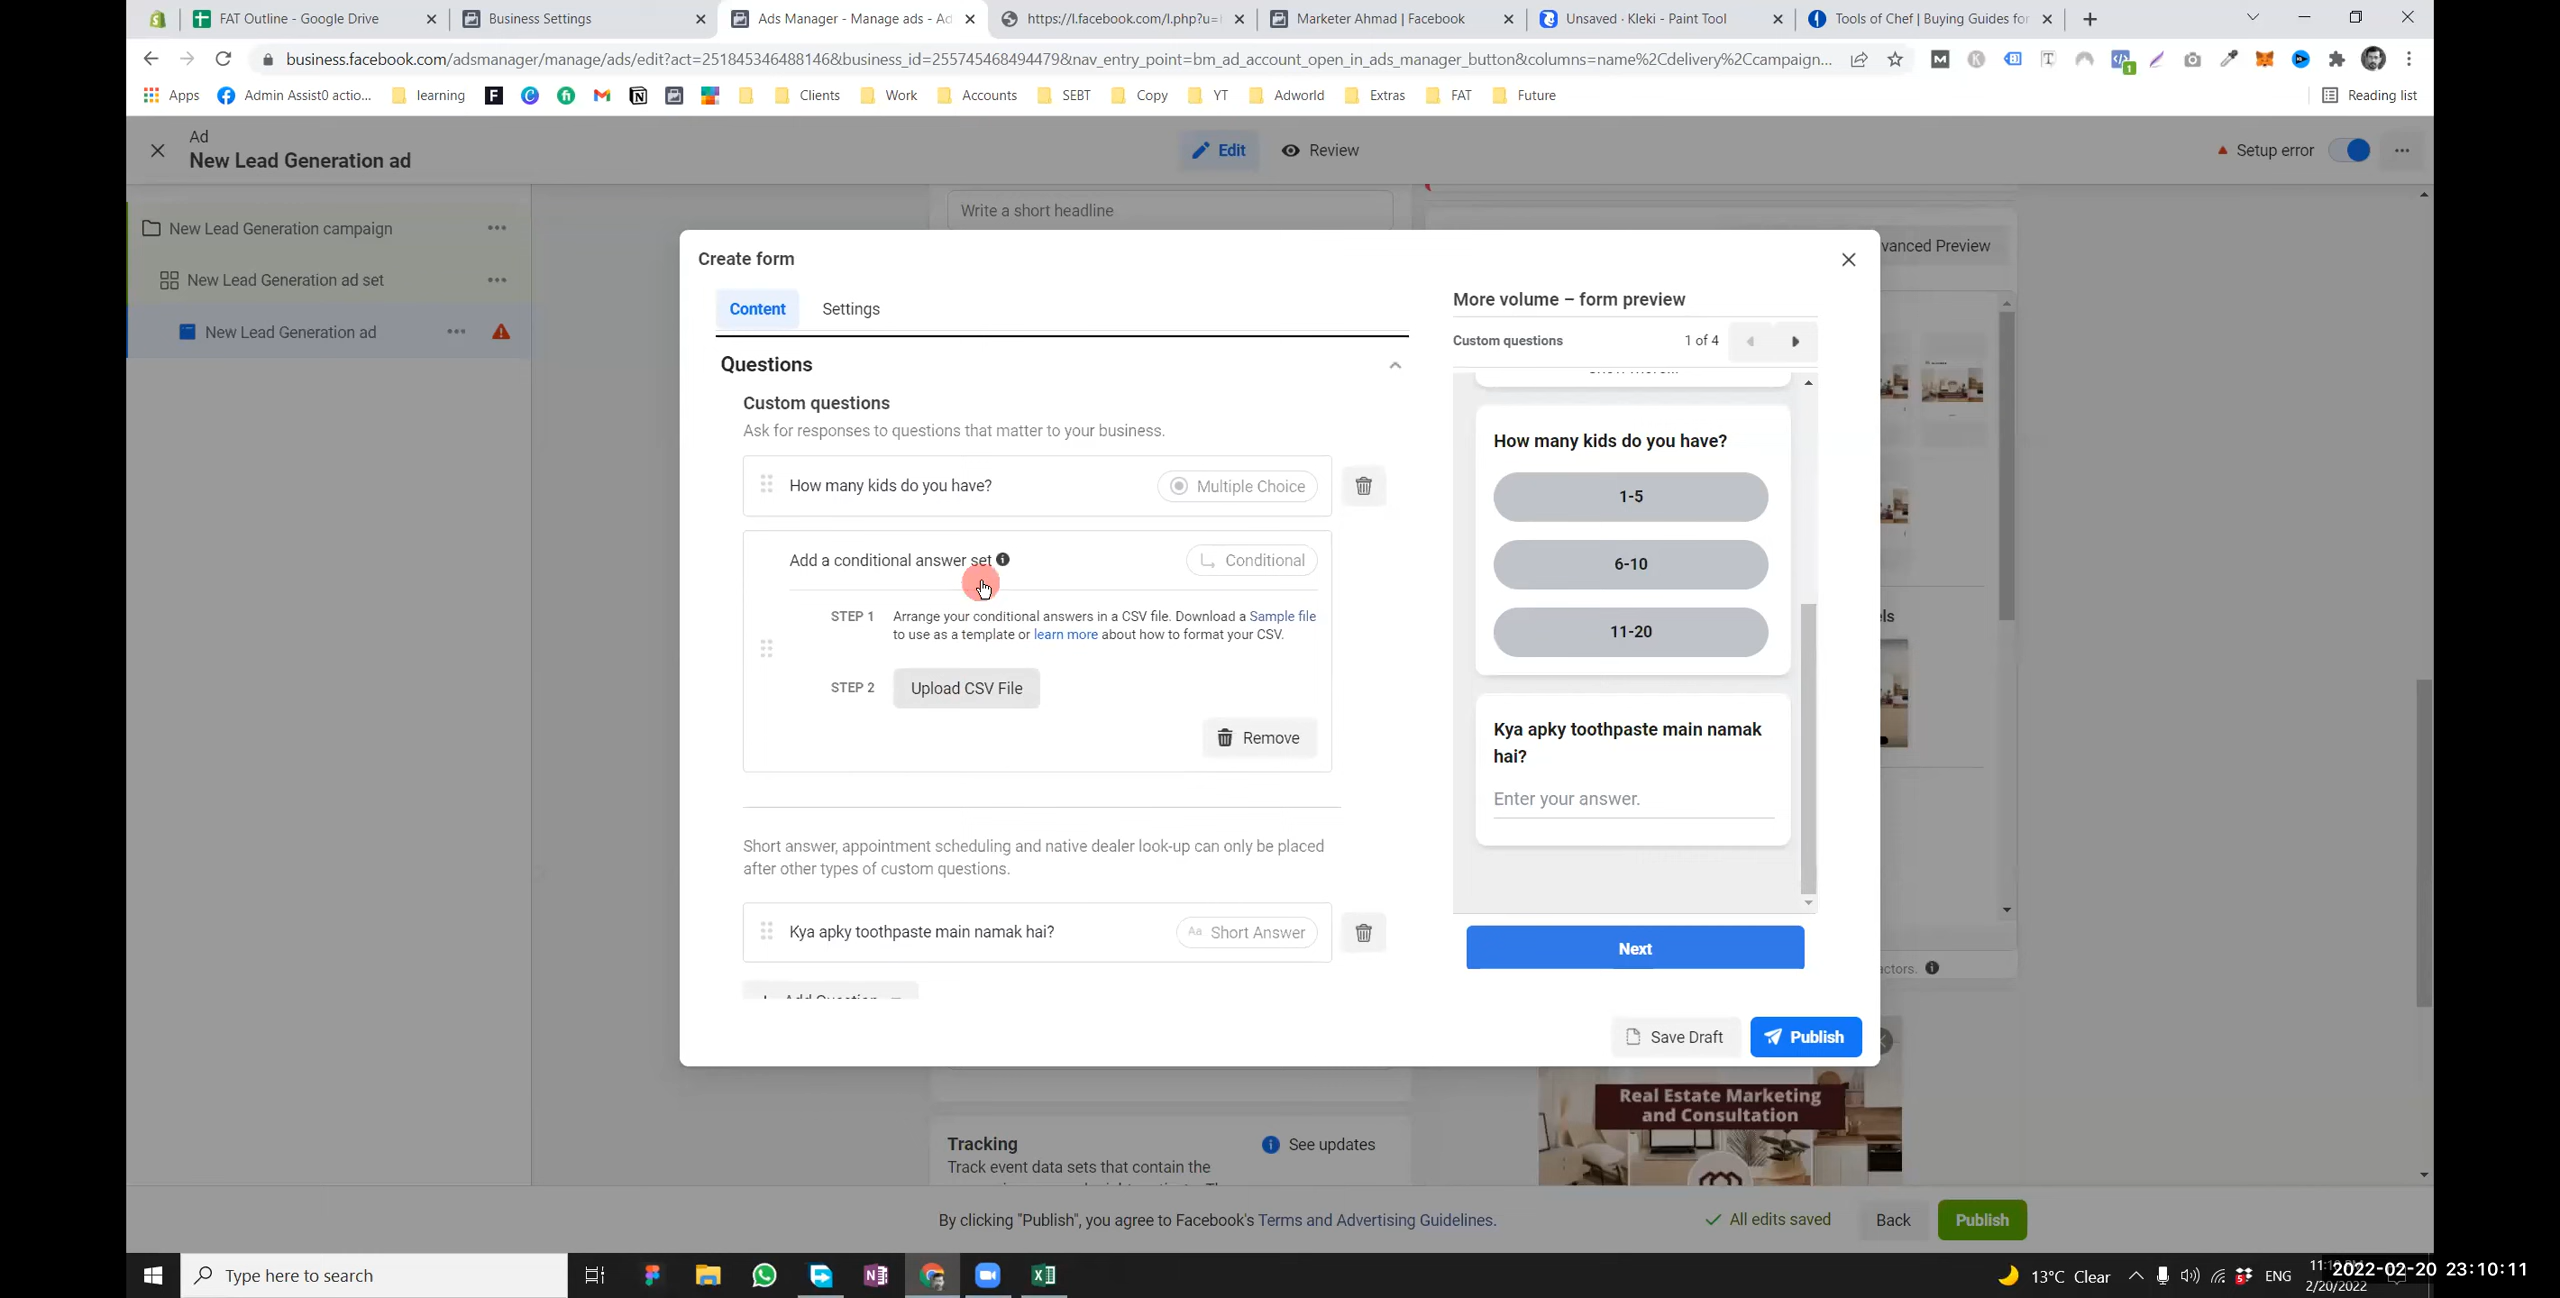 FAT Outline - Google Drive
Business Settings
Ads Manager - Manage ads - Ad
https://l.facebook.com/l.php?u=
Marketer Ahmad | Facebook
Unsaved · Kleki - Paint Tool
Tools of Chef | Buying Guides for
business.facebook.com/adsmanager/manage/ads/edit?act=251845346488146&business_id=255745468494479&nav_entry_point=bm_ad_account_open_in_ads_manager_button&columns=name%2Cdelivery%2Ccampaign...
Apps
Admin Assist0 actio...
learning
Clients
Work
Accounts
SEBT
Copy
YT
Adworld
Extras
FAT
Future
Reading list
Ad
New Lead Generation ad
Edit
Review
Setup error
New Lead Generation campaign
New Lead Generation ad set
New Lead Generation ad
Write a short headline
vanced Preview
Create form
Content
Settings
Questions
Custom questions
Ask for responses to questions that matter to your business.
How many kids do you have?
Multiple Choice
Add a conditional answer set
Conditional
STEP 1
Arrange your conditional answers in a CSV file. Download a Sample file
to use as a template or learn more about how to format your CSV.
STEP 2
Upload CSV File
Remove
Short answer, appointment scheduling and native dealer look-up can only be placed
after other types of custom questions.
Kya apky toothpaste main namak hai?
Aa Short Answer
Add Question
More volume – form preview
Custom questions
1 of 4
How many kids do you have?
1-5
6-10
11-20
Kya apky toothpaste main namak
hai?
Enter your answer.
Next
Save Draft
Publish
els
actors.
Real Estate Marketing
and Consultation
Tracking
See updates
Track event data sets that contain the
By clicking "Publish", you agree to Facebook's Terms and Advertising Guidelines.
All edits saved
Back
Publish
Type here to search
13°C Clear
ENG
2/20/2022
2022-02-20 23:10:11